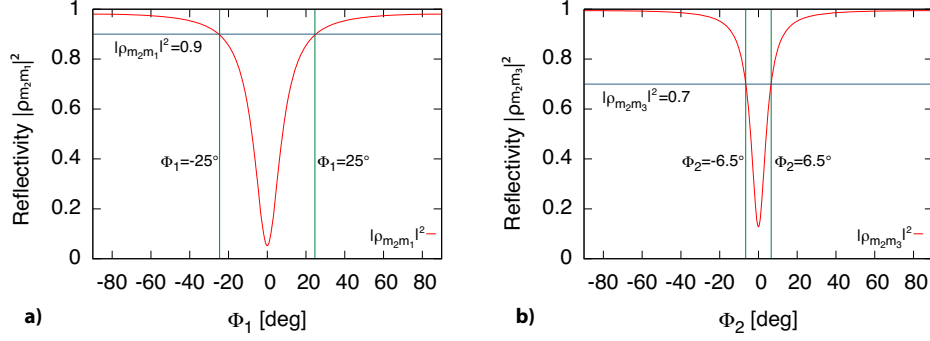 Reflectivity |ρm₂m₁|²
1
0.8
0.6
0.4
0.2
0
|ρm₂m₁|²=0.9
Φ₁=-25°
Φ₁=25°
|ρm₂m₁|²
-80 -60 -40 -20 0 20 40 60 80
a)
Φ₁ [deg]
Reflectivity |ρm₂m₃|²
1
0.8
0.6
0.4
0.2
0
|ρm₂m₃|²=0.7
Φ₂=-6.5°
Φ₂=6.5°
|ρm₂m₃|²
-80 -60 -40 -20 0 20 40 60 80
b)
Φ₂ [deg]